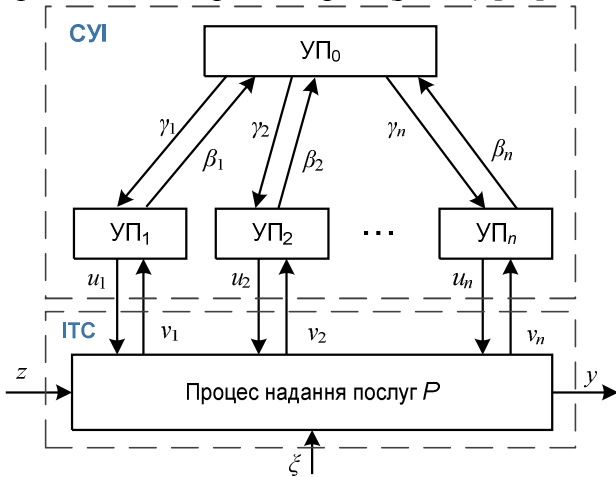 СУІ
УП0
γ1
β1
γ2
β2
γn
βn
УП1
УП2
...
УПn
u1
v1
u2
v2
un
vn
ІТС
z
Процес надання послуг P
y
ξ